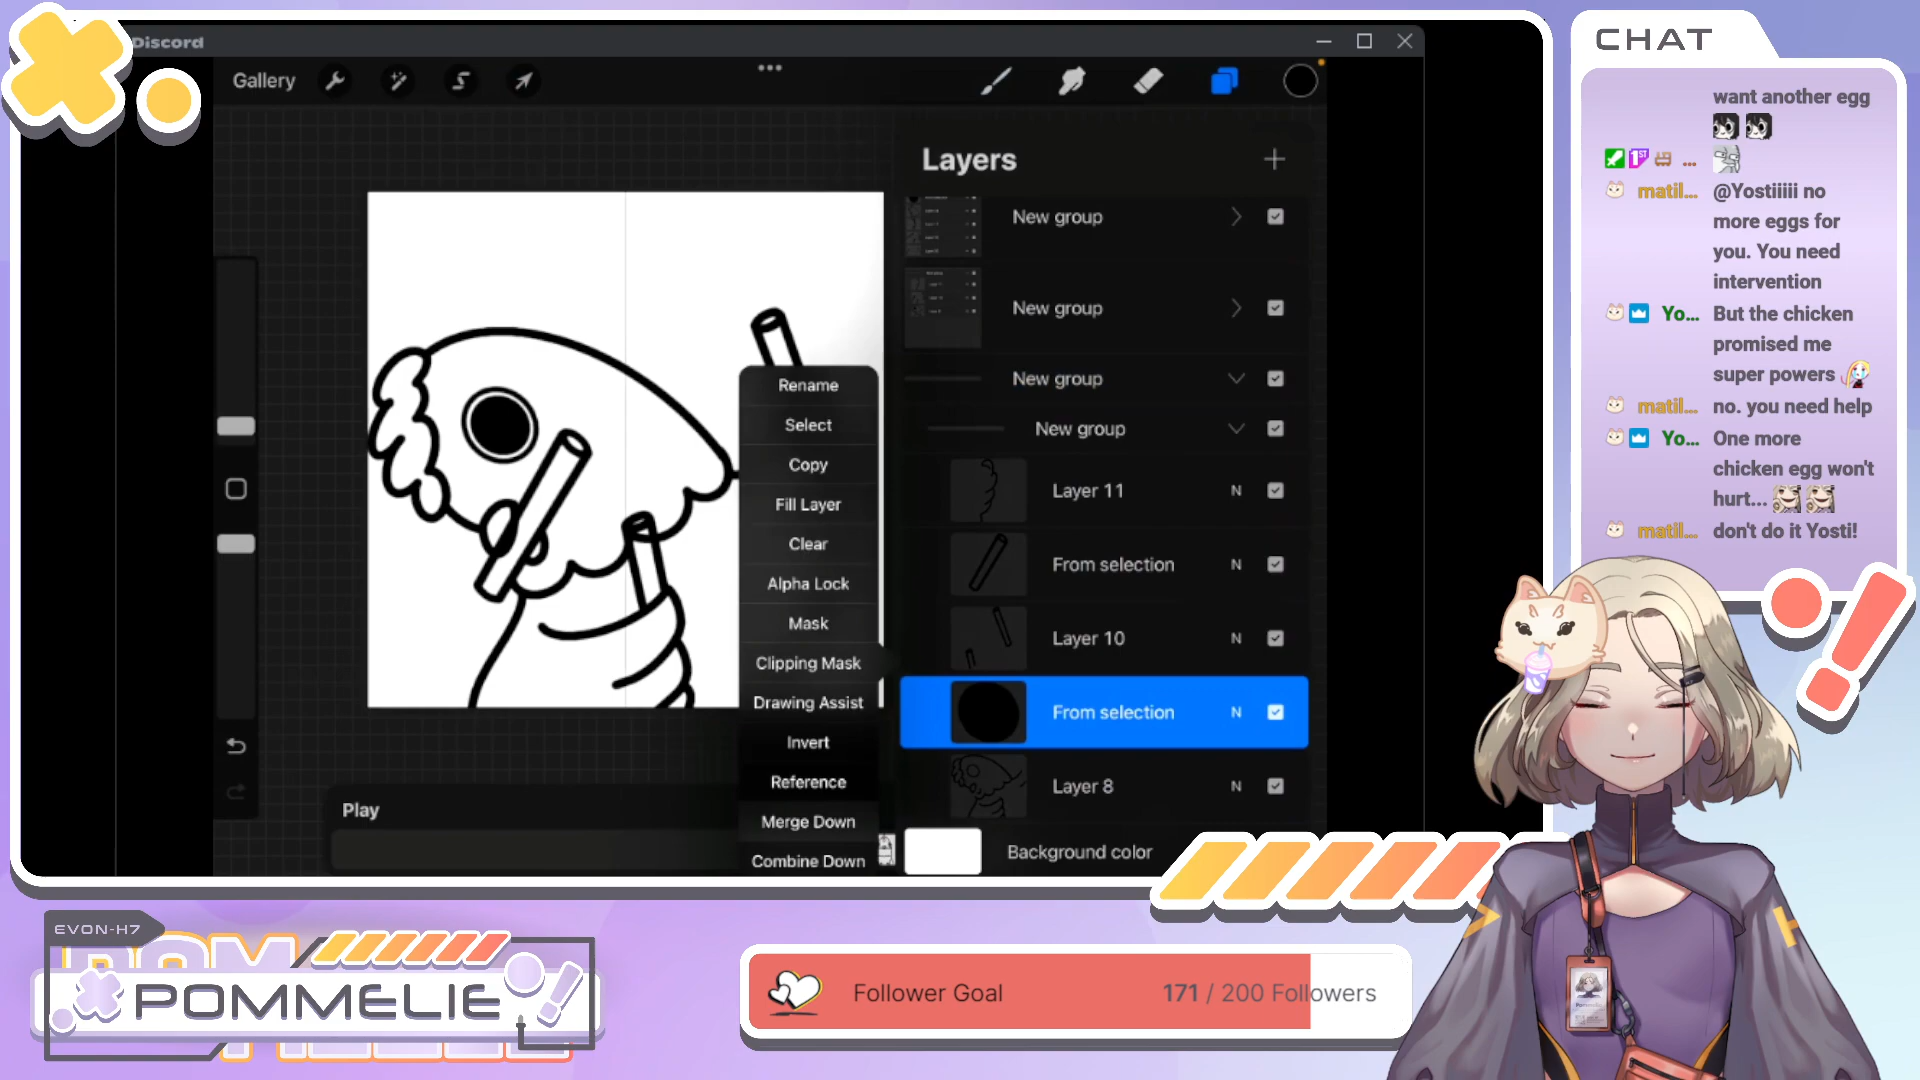 Discord
Gallery
Layers
New group
New group
New group
New group
Layer 11 N
From selection N
Layer 10 N
From selection N
Layer 8 N
Background color
Rename
Select
Copy
Fill Layer
Clear
Alpha Lock
Mask
Clipping Mask
Drawing Assist
Invert
Reference
Merge Down
Combine Down
Play
CHAT
want another egg
1ST ...
matil... @Yostiiiii no
more eggs for
you. You need
intervention
Yo... But the chicken
promised me
super powers
matil... no. you need help
Yo... One more
chicken egg won't
hurt...
matil... don't do it Yosti!
EVON-H7
POMMELIE
Follower Goal 171 / 200 Followers